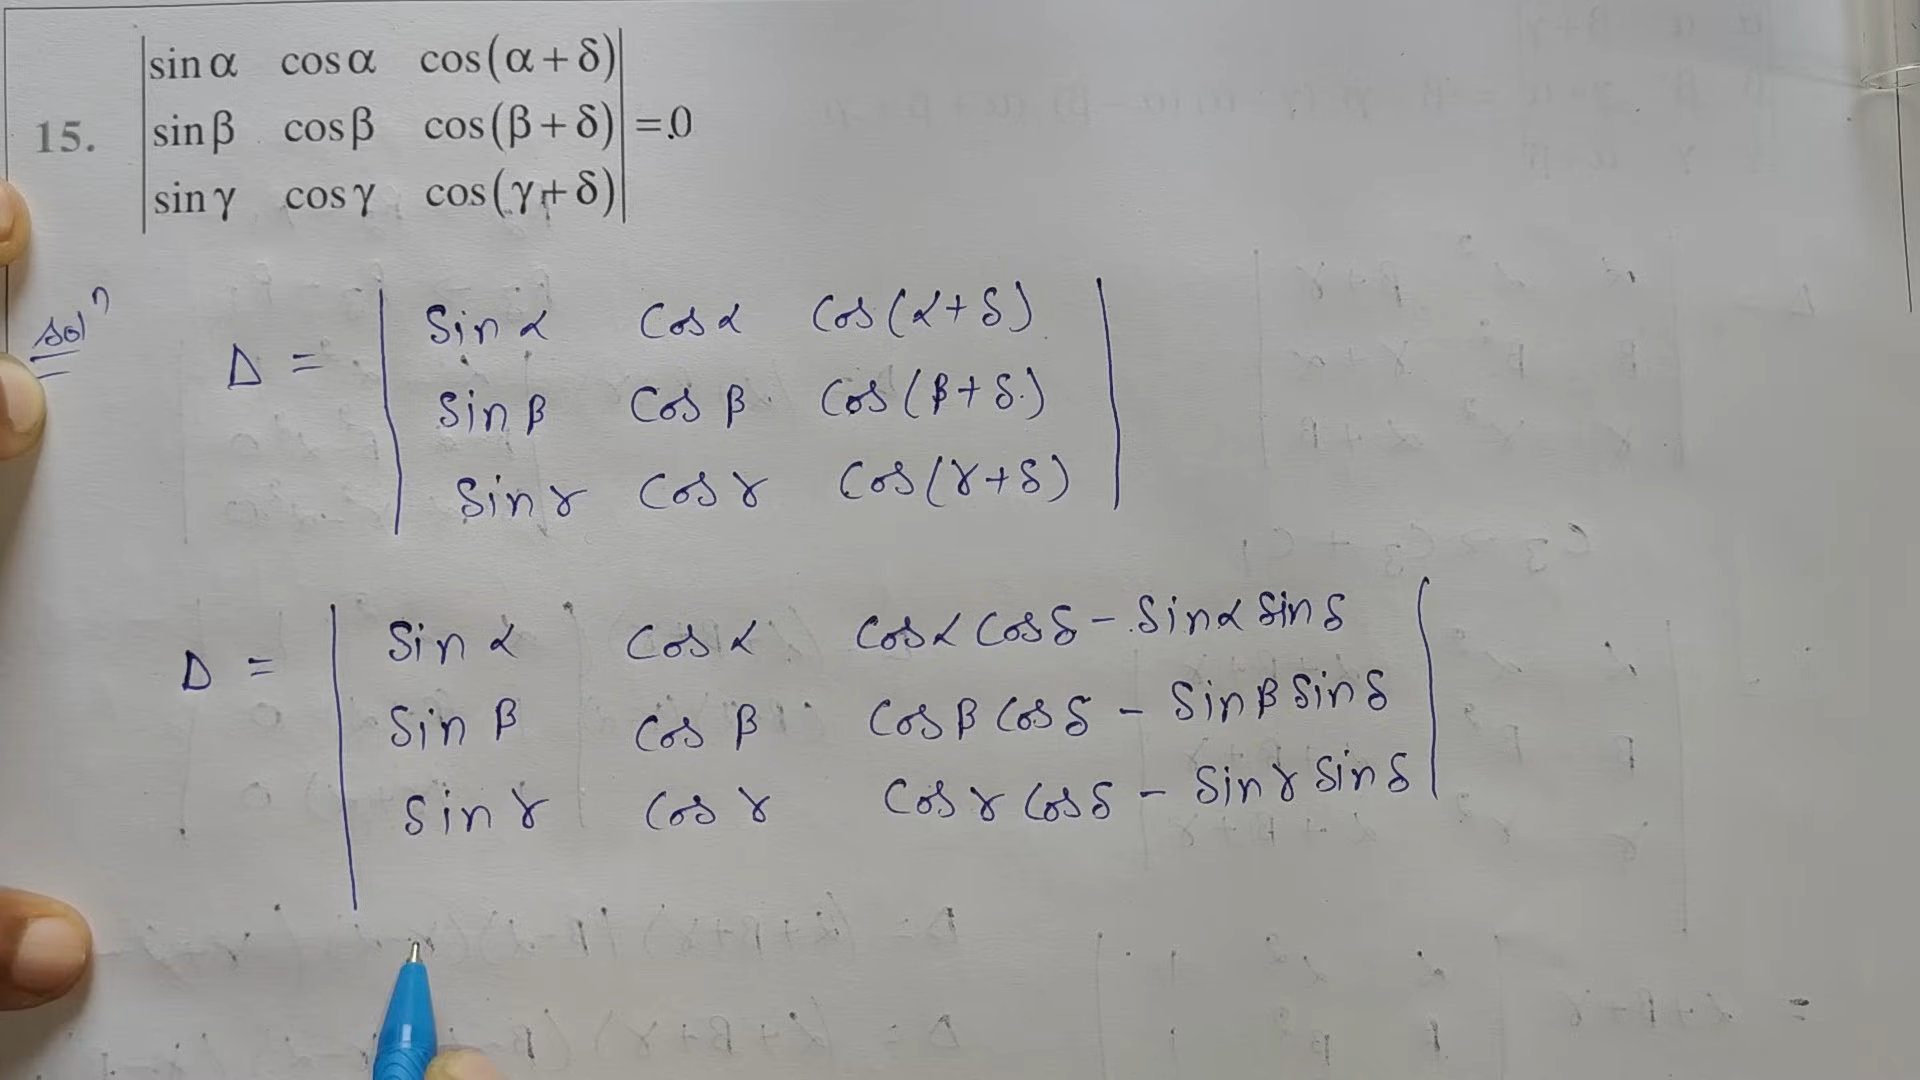 sin α cos α cos(α+δ)
15. sin β cos β cos(β+δ) =0
sin γ cos γ cos(γ+δ)
Solⁿ
Sin α Cos α Cos(α+δ)
Δ =
Sin β Cos β Cos(β+δ)
Sin γ Cos γ Cos(γ+δ)
Sin α Cos α Cos α Cos δ - Sin α Sin δ
Δ =
Sin β Cos β Cos β Cos δ - Sin β Sin δ
Sin γ Cos γ Cos γ Cos δ - Sin γ Sin δ